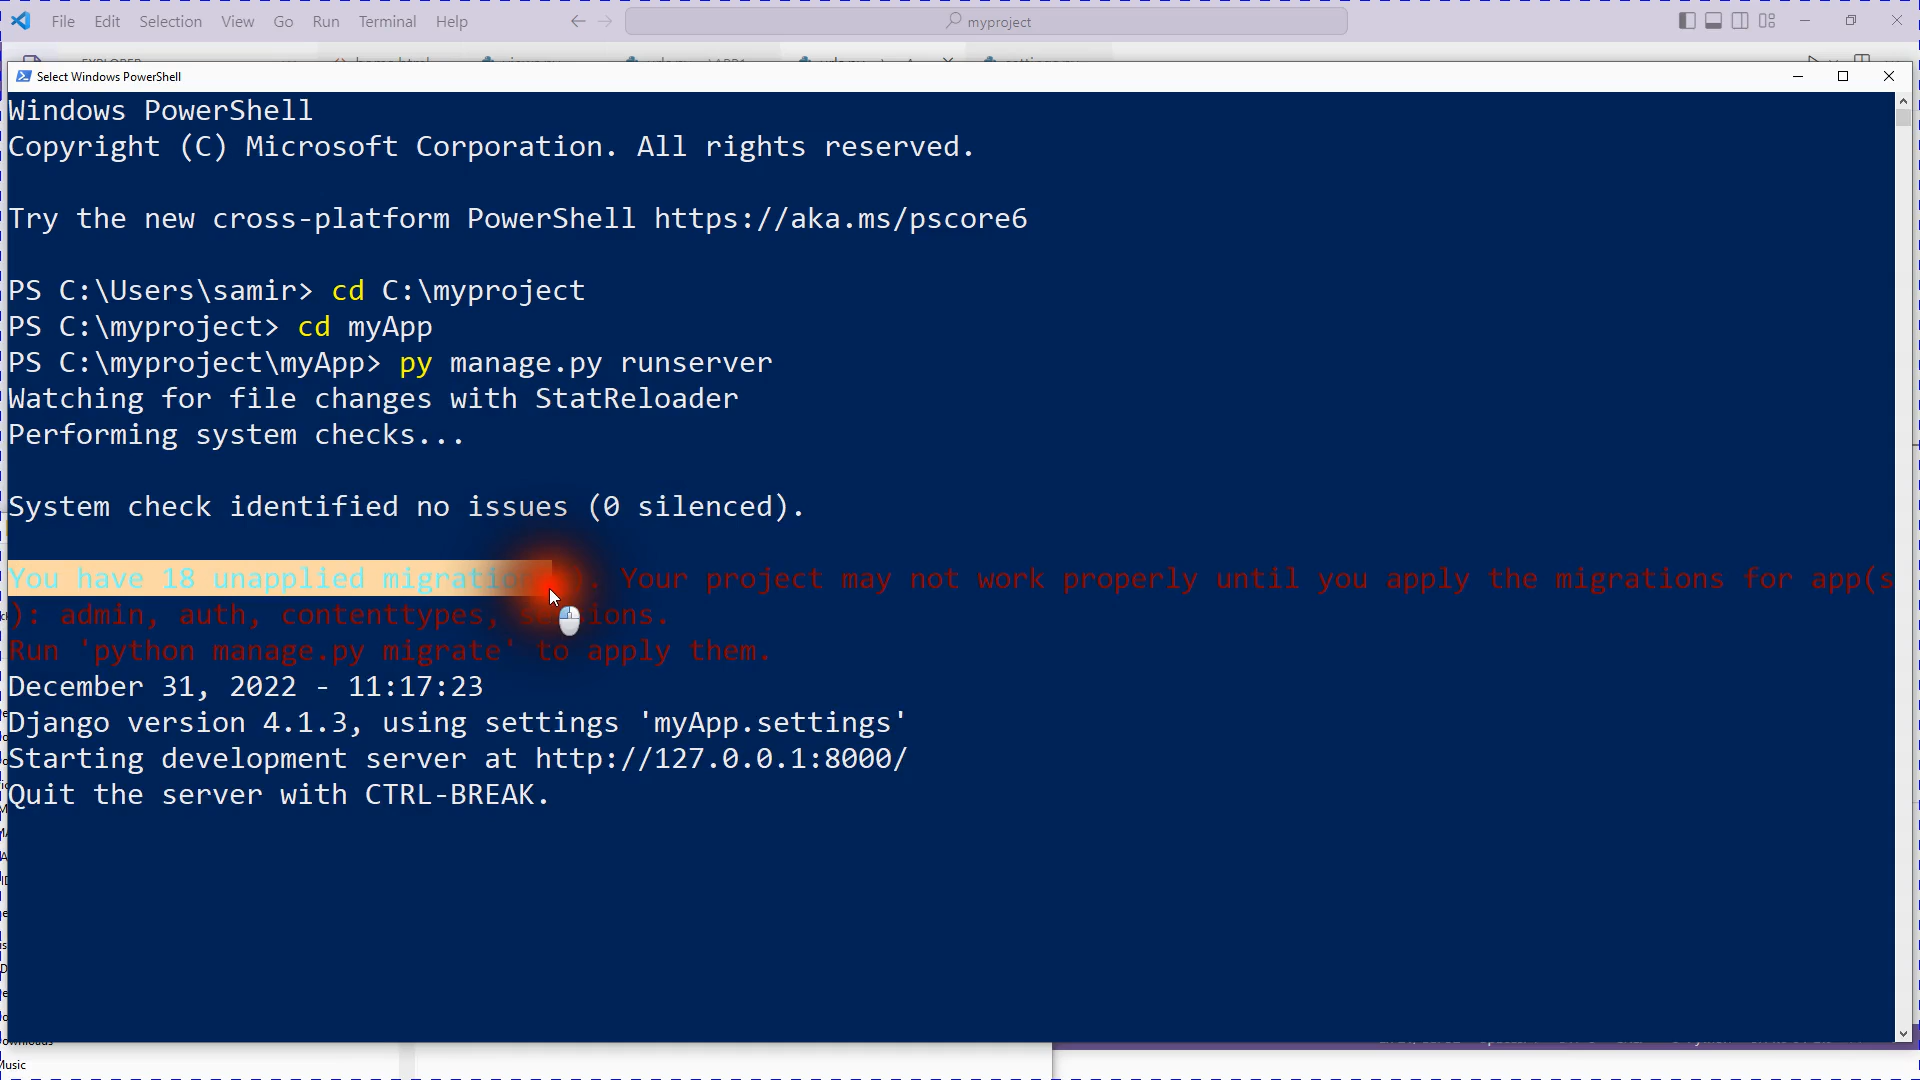 File Edit Selection View Go Run Terminal Help
myproject
Select Windows PowerShell
Windows PowerShell
Copyright (C) Microsoft Corporation. All rights reserved.
Try the new cross-platform PowerShell https://aka.ms/pscore6
PS C:\Users\samir> cd C:\myproject
PS C:\myproject> cd myApp
PS C:\myproject\myApp> py manage.py runserver
Watching for file changes with StatReloader
Performing system checks...
System check identified no issues (0 silenced).
You have 18 unapplied migration(s). Your project may not work properly until you apply the migrations for app(s
): admin, auth, contenttypes, sessions.
Run 'python manage.py migrate' to apply them.
December 31, 2022 - 11:17:23
Django version 4.1.3, using settings 'myApp.settings'
Starting development server at http://127.0.0.1:8000/
Quit the server with CTRL-BREAK.
Music